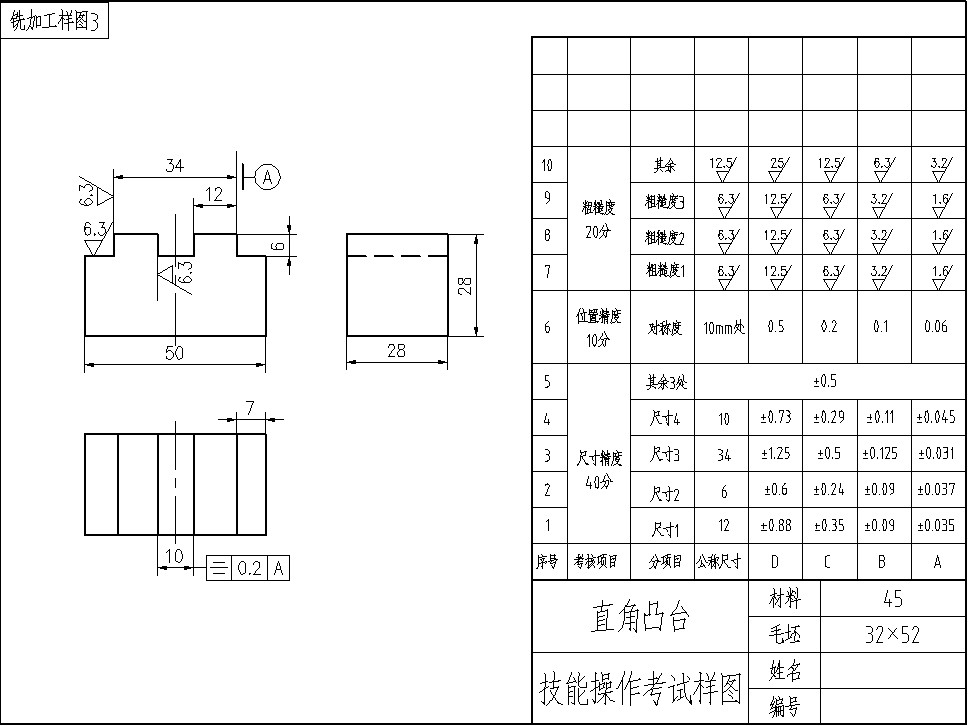 铣加工样图3
34
A
12
6.3/
6.3/
6.3/
6
50
28
28
7
10
0.2 A
10 其余 12.5/ 25/ 12.5/ 6.3/ 3.2/
9 粗糙度3 6.3/ 12.5/ 6.3/ 3.2/ 1.6/
粗糙度
20分
8 粗糙度2 6.3/ 12.5/ 6.3/ 3.2/ 1.6/
7 粗糙度1 6.3/ 12.5/ 6.3/ 3.2/ 1.6/
6 位置精度 对称度 10mm处 0.5 0.2 0.1 0.06
10分
5 其余3处 ±0.5
4 尺寸4 10 ±0.73 ±0.29 ±0.11 ±0.045
3 尺寸3 34 ±1.25 ±0.5 ±0.125 ±0.031
尺寸精度
40分
2 尺寸2 6 ±0.6 ±0.24 ±0.09 ±0.037
1 尺寸1 12 ±0.88 ±0.35 ±0.09 ±0.035
序号 考核项目 分项目 公称尺寸 D C B A
直角凸台
材料 45
毛坯 32×52
技能操作考试样图
姓名
编号